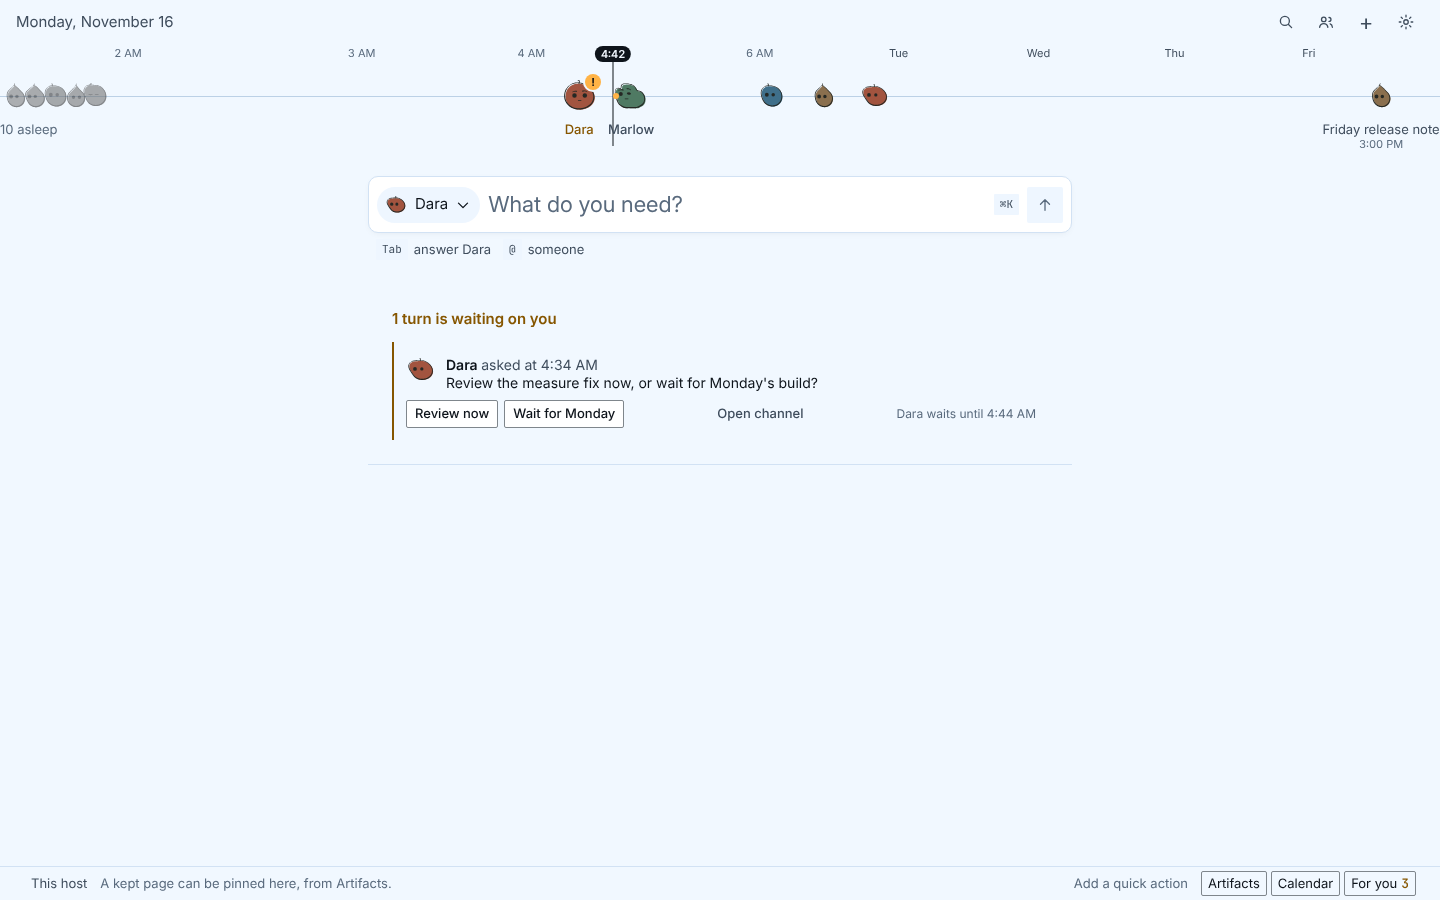 Monday, November 16
2 AM 3 AM 4 AM 4:42 6 AM Tue Wed Thu Fri
!
10 asleep Dara Marlow Friday release note
3:00 PM
Dara What do you need? ⌘K
Tab answer Dara @ someone
1 turn is waiting on you
Dara asked at 4:34 AM
Review the measure fix now, or wait for Monday's build?
Review now Wait for Monday Open channel Dara waits until 4:44 AM
This host A kept page can be pinned here, from Artifacts. Add a quick action Artifacts Calendar For you 3